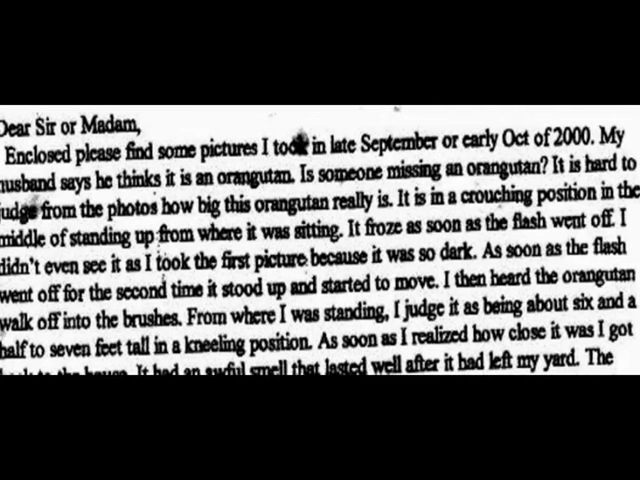 Dear Sir or Madam,
Enclosed please find some pictures I took in late September or early Oct of 2000. My
husband says he thinks it is an orangutan. Is someone missing an orangutan? It is hard to
judge from the photos how big this orangutan really is. It is in a crouching position in the
middle of standing up from where it was sitting. It froze as soon as the flash went off. I
didn't even see it as I took the first picture because it was so dark. As soon as the flash
went off for the second time it stood up and started to move. I then heard the orangutan
walk off into the brushes. From where I was standing, I judge it as being about six and a
half to seven feet tall in a kneeling position. As soon as I realized how close it was I got
back to the house. It had an awful smell that lasted well after it had left my yard. The